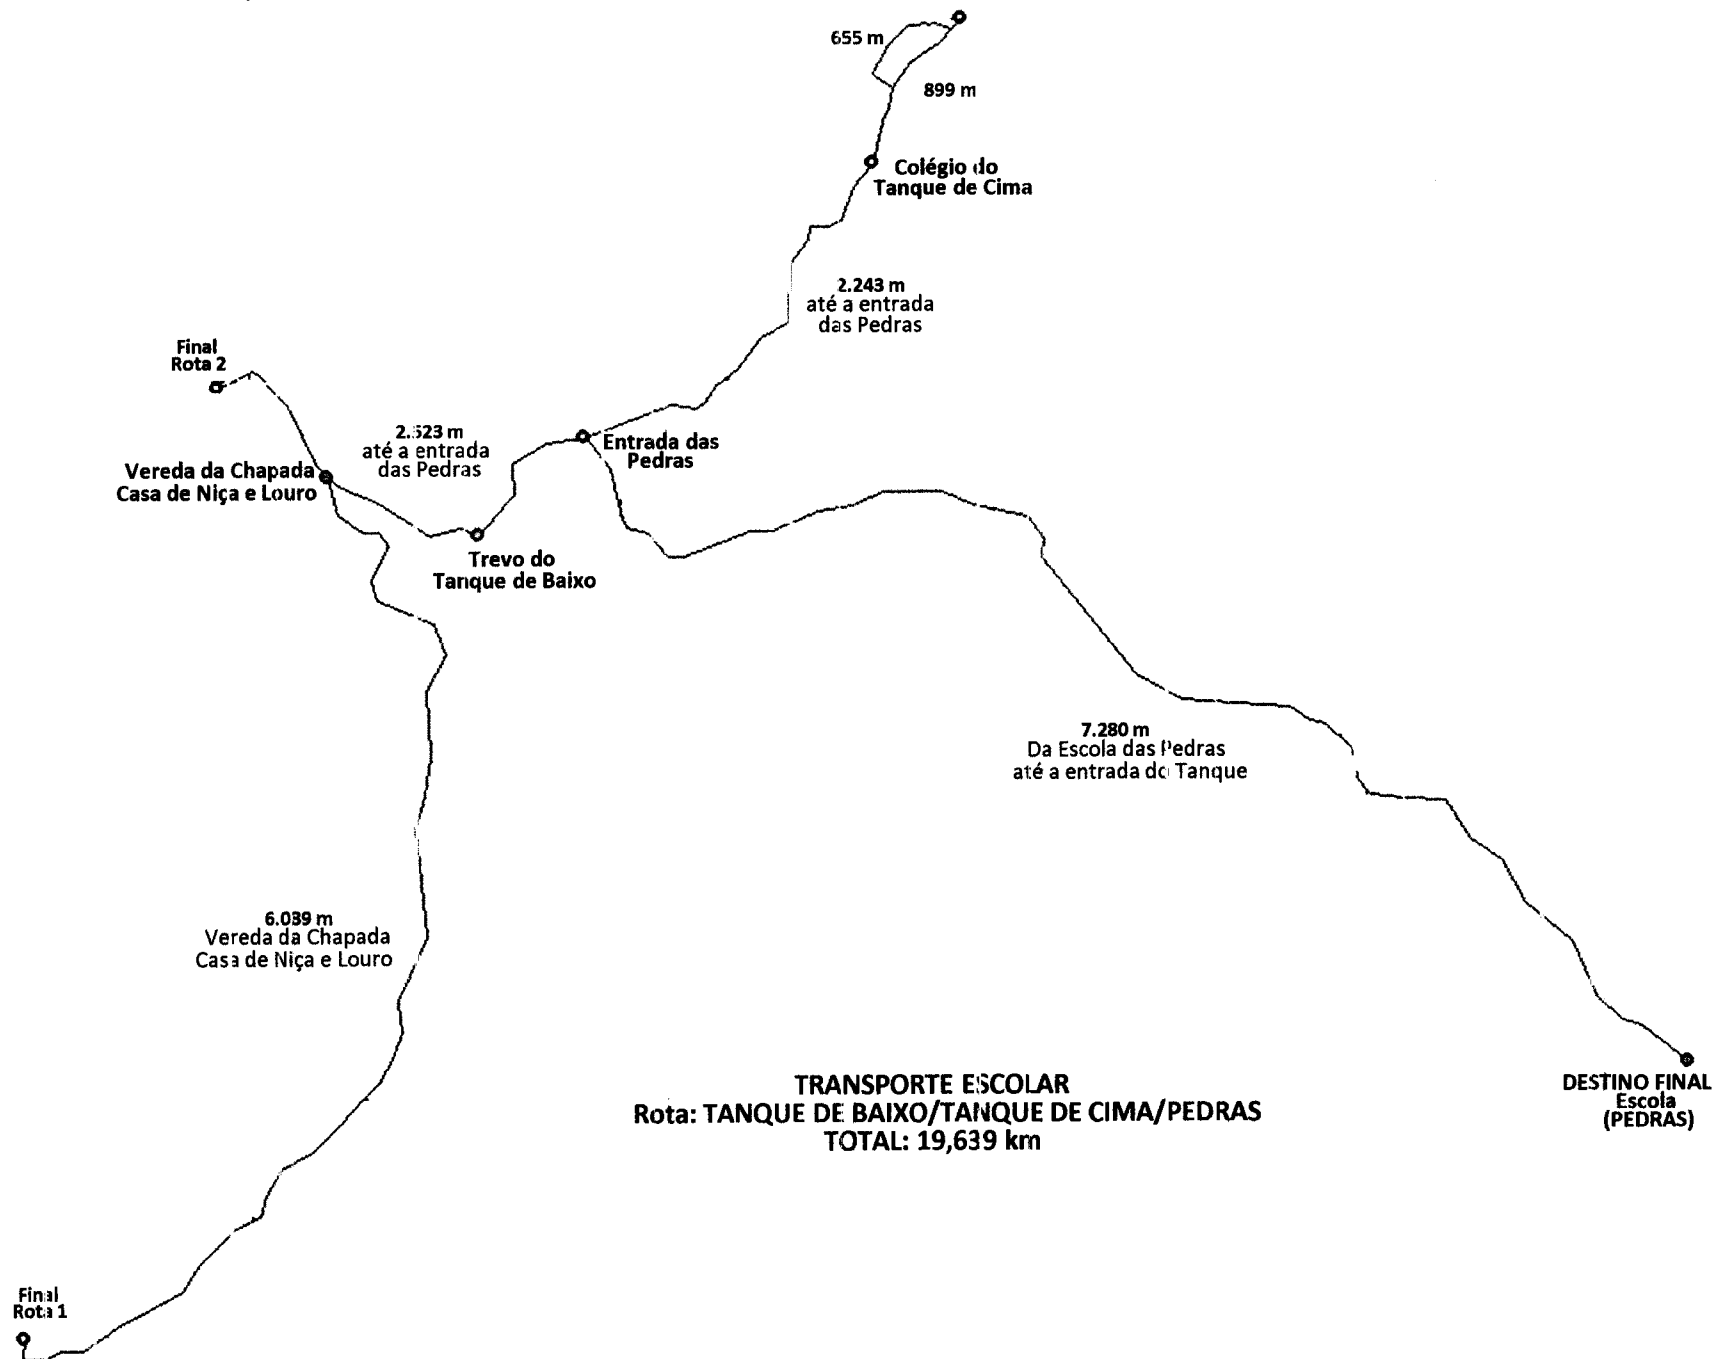 655 m
899 m
Colégio do
Tanque de Cima
2.243 m
até a entrada
das Pedras
Final
Rota 2
2.523 m
até a entrada
das Pedras
Entrada das
Pedras
Vereda da Chapada
Casa de Niça e Louro
Trevo do
Tanque de Baixo
7.280 m
Da Escola das Pedras
até a entrada do Tanque
6.039 m
Vereda da Chapada
Casa de Niça e Louro
TRANSPORTE ESCOLAR
Rota: TANQUE DE BAIXO/TANQUE DE CIMA/PEDRAS
TOTAL: 19,639 km
DESTINO FINAL
Escola
(PEDRAS)
Final
Rota 1